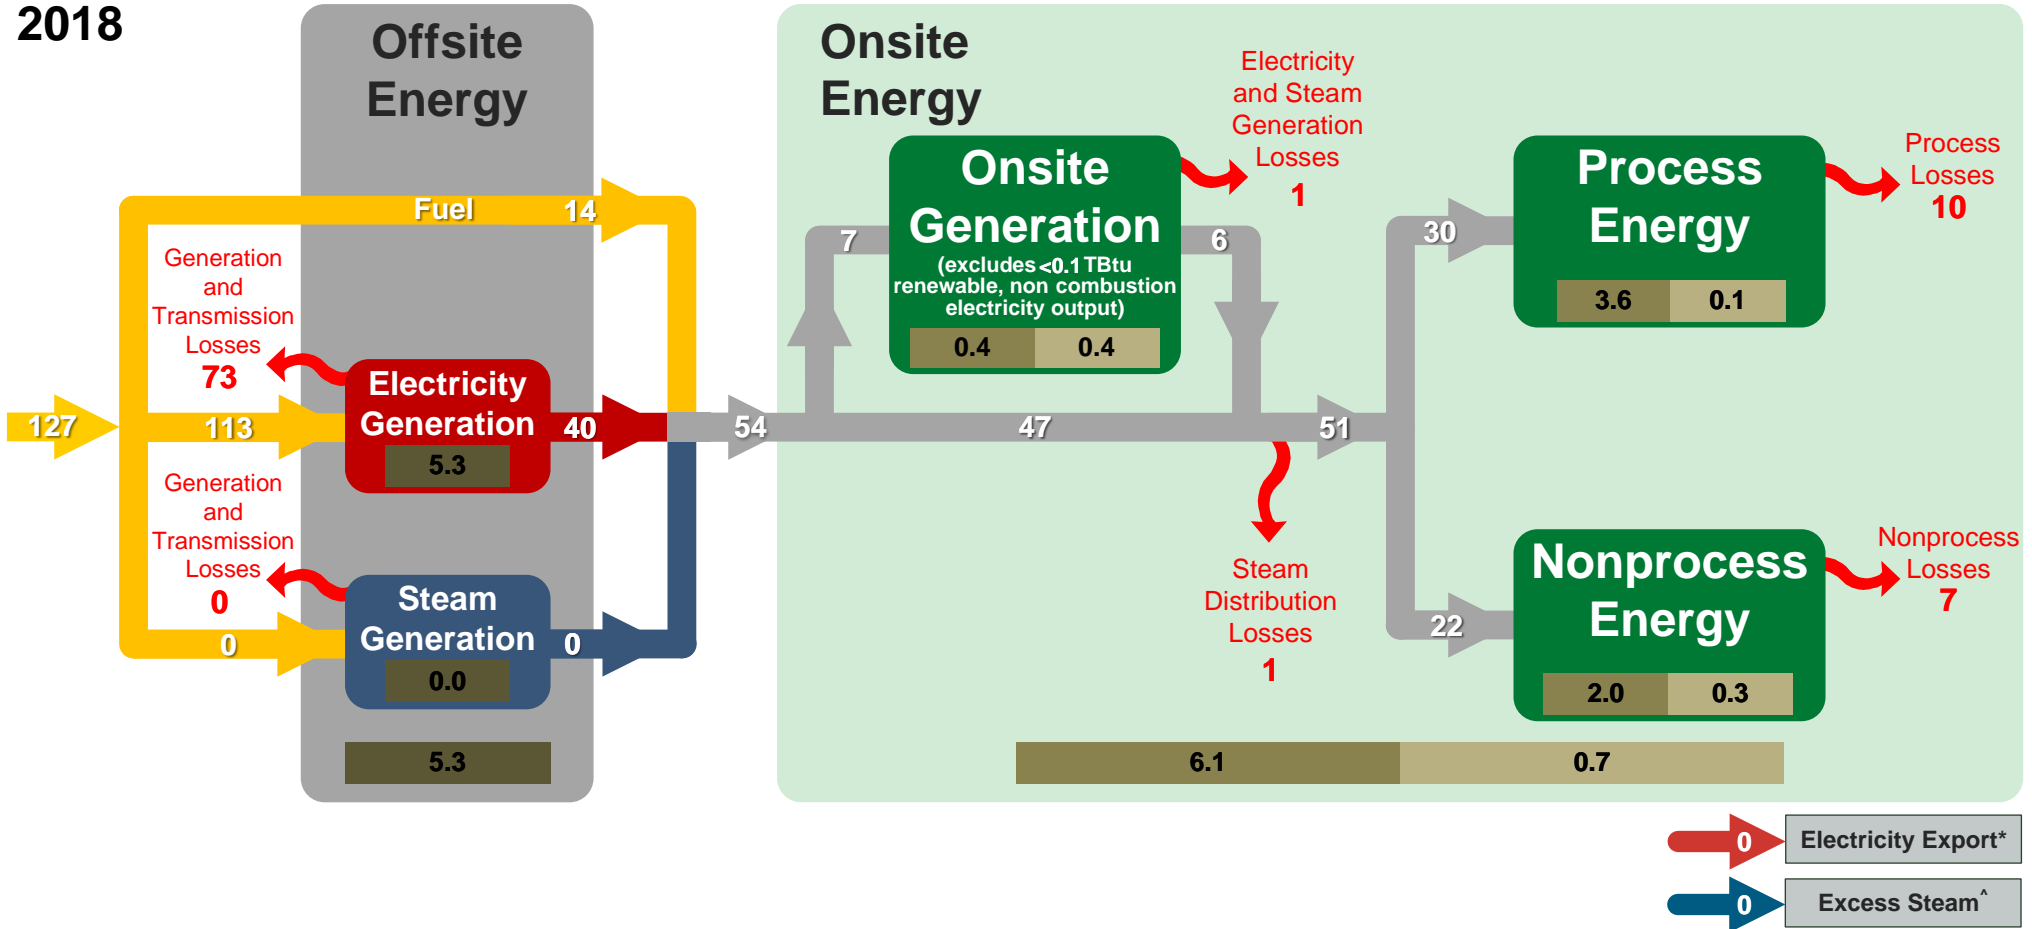 2018
Offsite
Energy
Onsite
Energy
Fuel 14
Generation
and
Transmission
Losses
73
127
113
Electricity
Generation
5.3
40
Generation
and
Transmission
Losses
0
0
Steam
Generation
0.0
0
5.3
54
7
Onsite
Generation
(excludes <0.1 TBtu
renewable, non combustion
electricity output)
0.4 0.4
6
Electricity
and Steam
Generation
Losses
1
47
51
Steam
Distribution
Losses
1
30
Process
Energy
3.6 0.1
Process
Losses
10
22
Nonprocess
Energy
2.0 0.3
Nonprocess
Losses
7
6.1 0.7
0 Electricity Export*
0 Excess Steam^